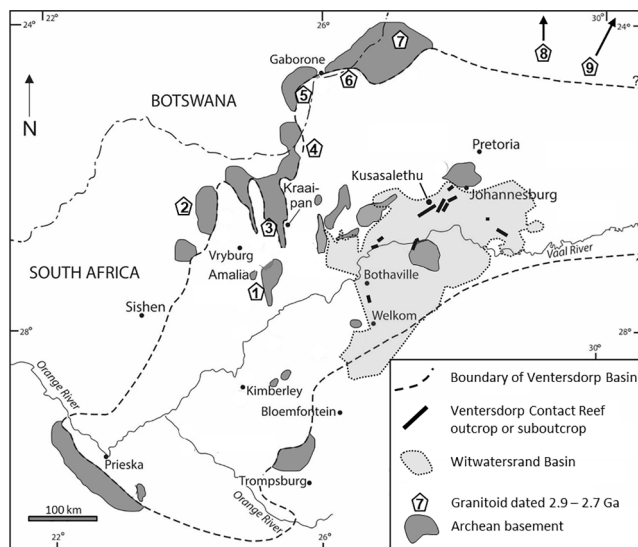 24°
26
30°
24°
7
8
9
Gaborone
6
5
?
BOTSWANA
N
4
Pretoria
Kusasalethu
2
Kraai-
pan
Johannesburg
3
Vryburg
Vaal River
SOUTH AFRICA
Amalia
Bothaville
1
Sishen
Welkom
28°
28°
30°
Orange River
Kimberley
Bloemfontein
Prieska
Trompsburg
Orange River
100 km
22°
26
Boundary of Ventersdorp Basin
Ventersdorp Contact Reef
outcrop or suboutcrop
Witwatersrand Basin
7
Granitoid dated 2.9 – 2.7 Ga
Archean basement